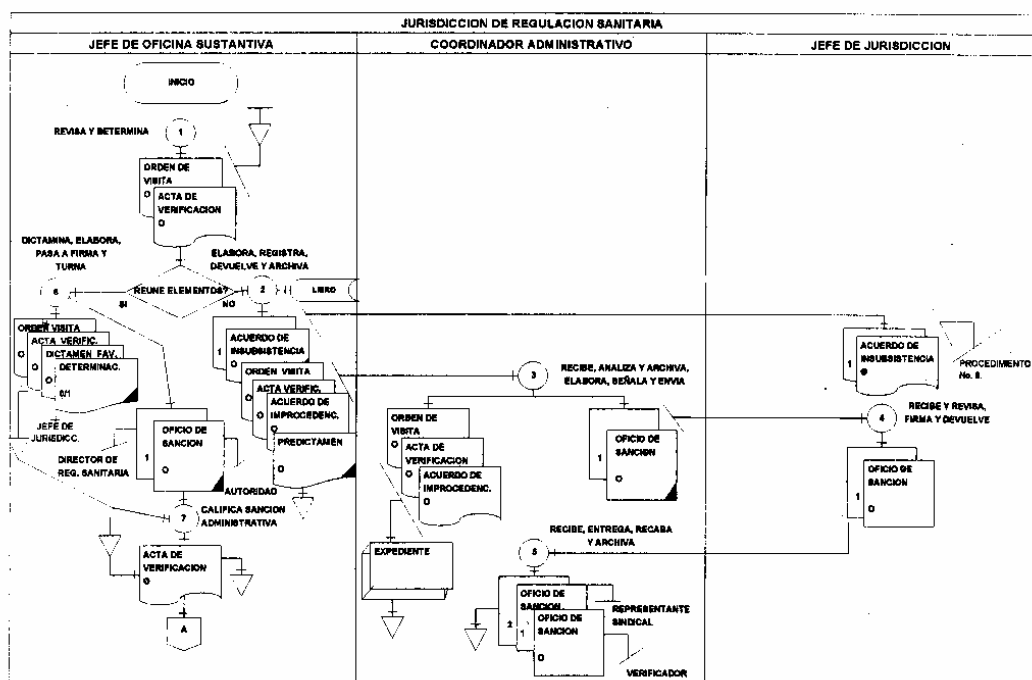 JURISDICCION DE REGULACION SANITARIA
JEFE DE OFICINA SUSTANTIVA
COORDINADOR ADMINISTRATIVO
JEFE DE JURISDICCION
INICIO
REVISA Y DETERMINA
1
ORDEN DE
VISITA
O
ACTA DE
VERIFICACION
O
DICTAMINA, ELABORA,
PASA A FIRMA Y
TURNA
6
REUNE ELEMENTOS?
SI
NO
ELABORA, REGISTRA,
DEVUELVE Y ARCHIVA
2
LIBRO
ORDEN VISITA
O
ACTA VERIFIC.
O
DICTAMEN FAV.
O
DETERMINAC.
0/1
JEFE DE
JURISDICC.
DIRECTOR DE
REG. SANITARIA
OFICIO DE
SANCION
1
O
AUTORIDAD
1
ACUERDO DE
INSUBSISTENCIA
O
ORDEN VISITA
O
ACTA VERIFIC.
O
ACUERDO DE
IMPROCEDENC.
O
PREDICTAMEN
O
7
CALIFICA SANCION
ADMINISTRATIVA
ACTA DE
VERIFICACION
O
A
3
RECIBE, ANALIZA Y ARCHIVA,
ELABORA, SEÑALA Y ENVIA
ORDEN DE
VISITA
O
ACTA DE
VERIFICACION
O
ACUERDO DE
IMPROCEDENC.
O
EXPEDIENTE
OFICIO DE
SANCION
1
O
RECIBE, ENTREGA, RECABA
Y ARCHIVA
5
OFICIO DE
SANCION
2
1
OFICIO DE
SANCION
O
REPRESENTANTE
SINDICAL
VERIFICADOR
ACUERDO DE
INSUBSISTENCIA
1
PROCEDIMIENTO
No. 8.
4
RECIBE Y REVISA,
FIRMA Y DEVUELVE
OFICIO DE
SANCION
1
O